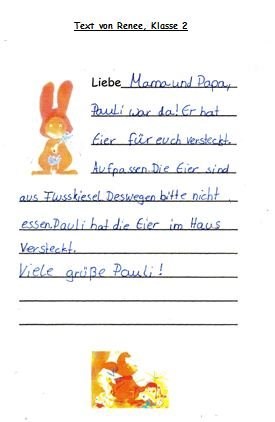 Text von Renee, Klasse 2
Liebe Mama und Papa,
Pauli war da! Er hat
Eier für euch versteckt.
Aufpassen. Die Eier sind
aus Flusskiesel. Deswegen bitte nicht
essen. Pauli hat die Eier im Haus
versteckt.
Viele grüße Pauli!